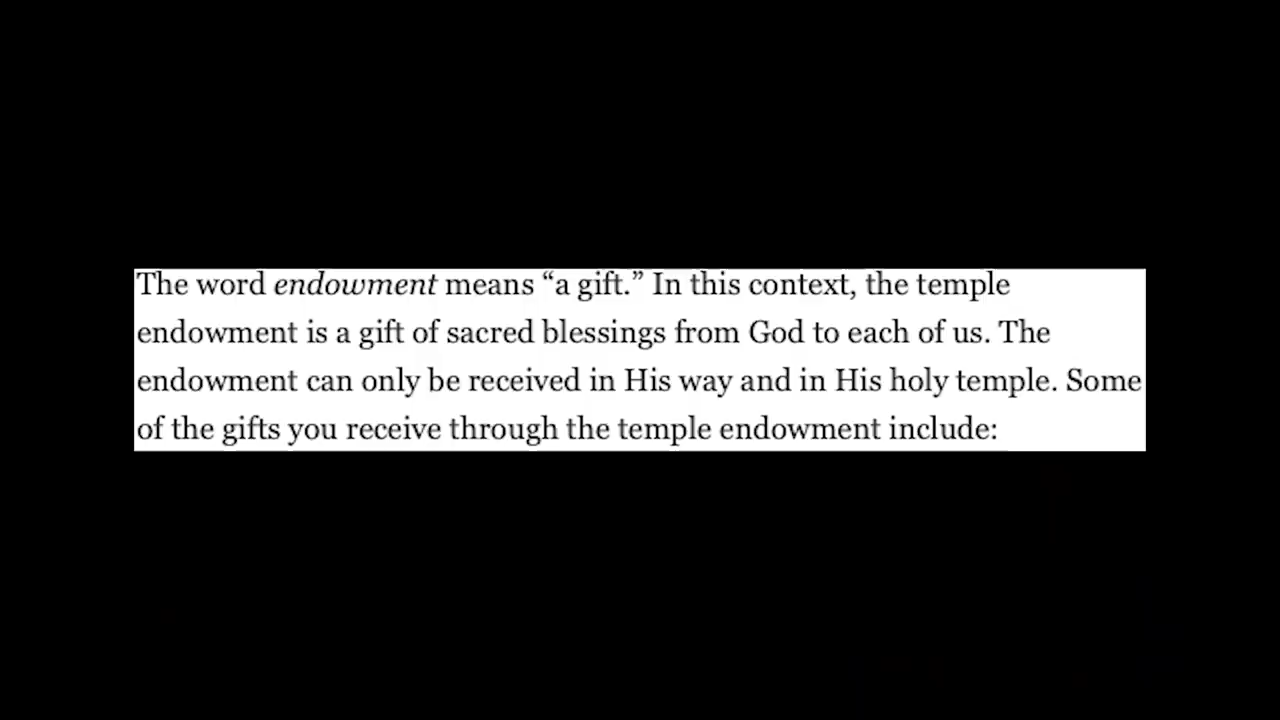 The word endowment means “a gift.” In this context, the temple
endowment is a gift of sacred blessings from God to each of us. The
endowment can only be received in His way and in His holy temple. Some
of the gifts you receive through the temple endowment include: